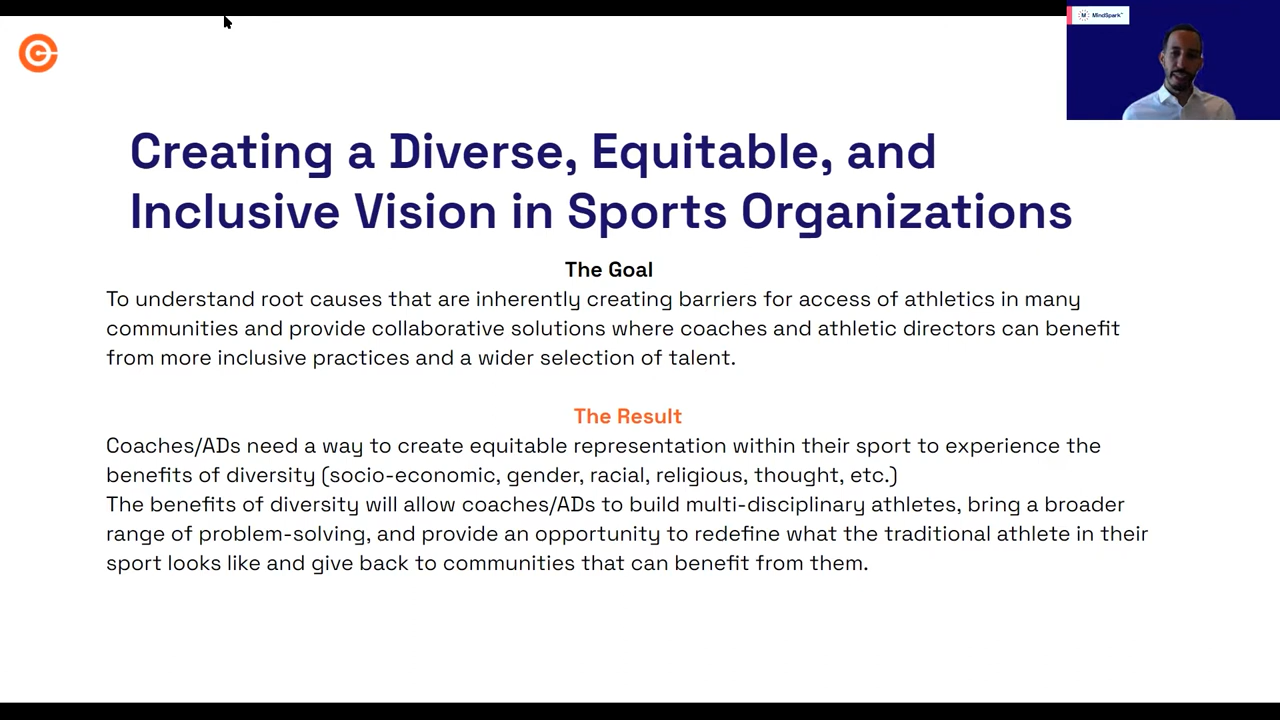 MindSpark™
Creating a Diverse, Equitable, and
Inclusive Vision in Sports Organizations
The Goal
To understand root causes that are inherently creating barriers for access of athletics in many
communities and provide collaborative solutions where coaches and athletic directors can benefit
from more inclusive practices and a wider selection of talent.
The Result
Coaches/ADs need a way to create equitable representation within their sport to experience the
benefits of diversity (socio-economic, gender, racial, religious, thought, etc.)
The benefits of diversity will allow coaches/ADs to build multi-disciplinary athletes, bring a broader
range of problem-solving, and provide an opportunity to redefine what the traditional athlete in their
sport looks like and give back to communities that can benefit from them.